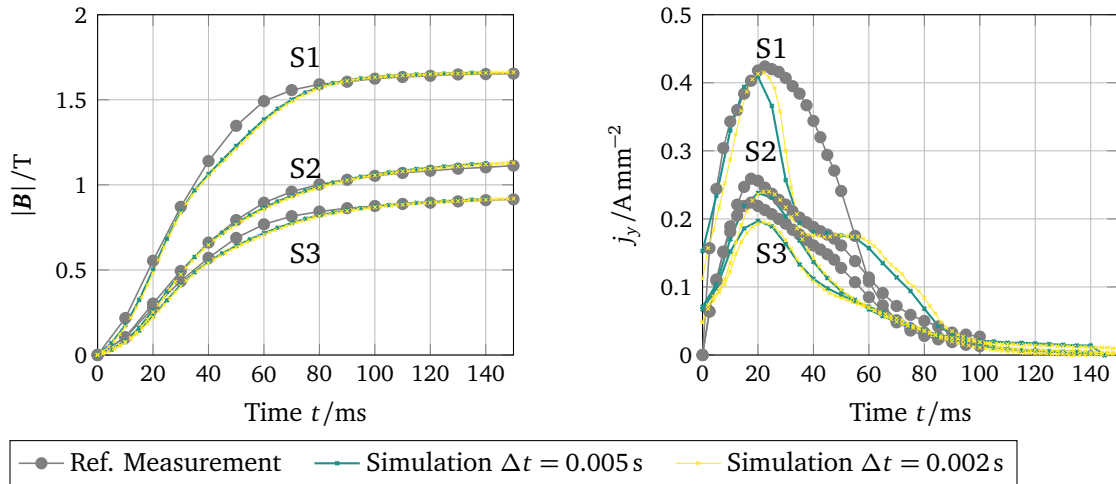 |B|/T
2
1.5
1
0.5
0
S1
S2
S3
0 20 40 60 80 100 120 140
Time t/ms
j_y/Amm⁻²
0.5
0.4
0.3
0.2
0.1
0
S1
S2
S3
0 20 40 60 80 100 120 140
Time t/ms
Ref. Measurement Simulation Δt = 0.005 s Simulation Δt = 0.002 s